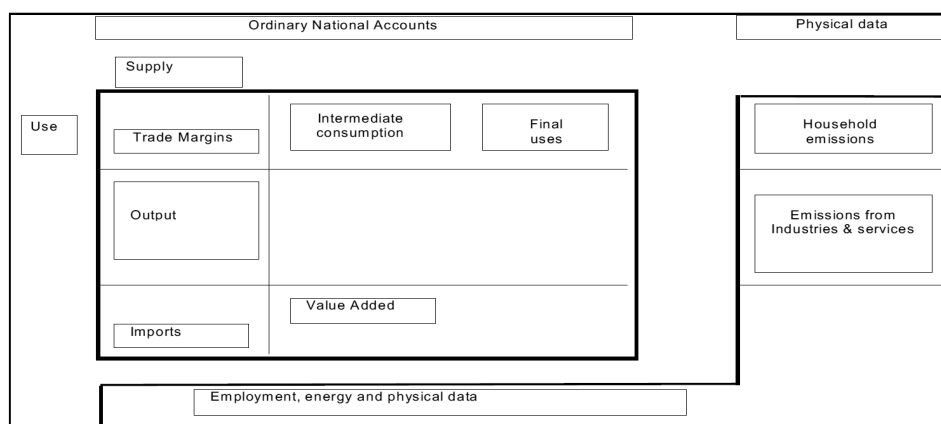 Ordinary National Accounts
Physical data
Supply
Use
Trade Margins
Intermediate
consumption
Final
uses
Household
emissions
Output
Emissions from
Industries & services
Value Added
Imports
Employment, energy and physical data